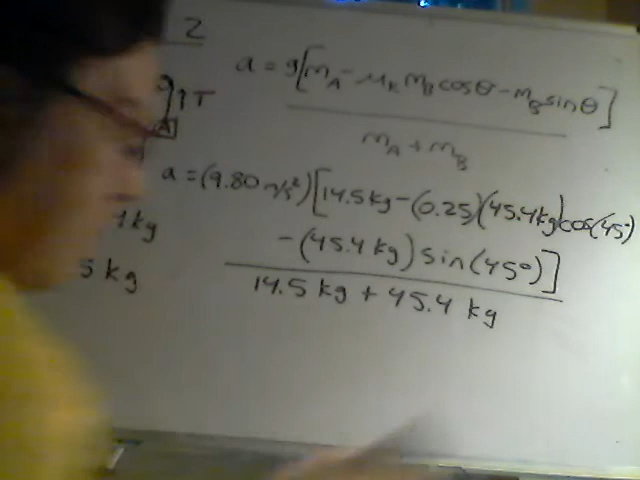 2
a = g[m_A - μ_k m_B cosθ - m_B sinθ]
m_A + m_B
T
A
a = (9.80 m/s²)[14.5 kg - (0.25)(45.4 kg)cos(45°)
kg
- (45.4 kg) sin(45°)]
5 kg
14.5 kg + 45.4 kg